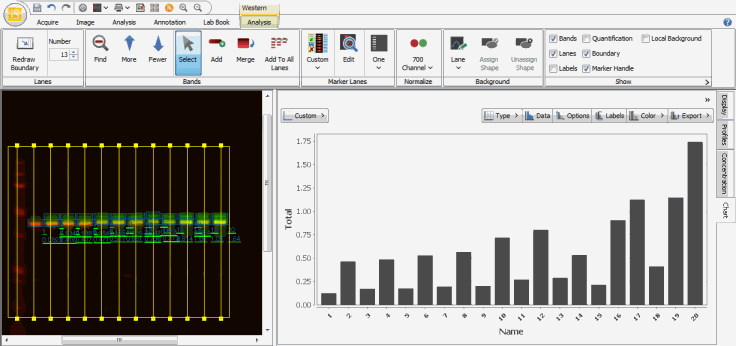 Western
Acquire Image Analysis Annotation Lab Book Analysis
Redraw Boundary
Number
13
Lanes
Find More Fewer Select Add Merge Add To All Lanes
Bands
Custom Edit One
Marker Lanes
700 Channel
Normalize
Lane Assign Shape Unassign Shape
Background
Bands Quantification Local Background
Lanes Boundary
Labels Marker Handle
Show
Custom > Type > Data Options Labels Color > Export >
Display
Profiles
Concentration
Chart
1.75
1.50
1.25
1.00
0.75
0.50
0.25
0.00
Total
1 2 3 4 5 6 7 8 9 10 11 12 13 14 15 16 17 18 19 20
Name